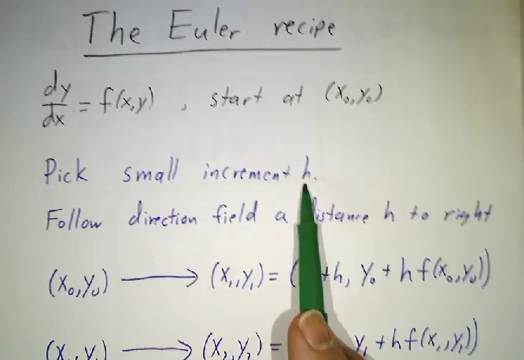 The Euler recipe
dy/dx = f(x,y) , start at (x₀,y₀)
Pick small increment h.
Follow direction field a distance h to right
(x₀,y₀) ⟶ (x₁,y₁) = ( +h, y₀ + h f(x₀,y₀))
(x₁,y₁) ⟶ (x₂,y₂) = y₁ + h f(x₁,y₁)